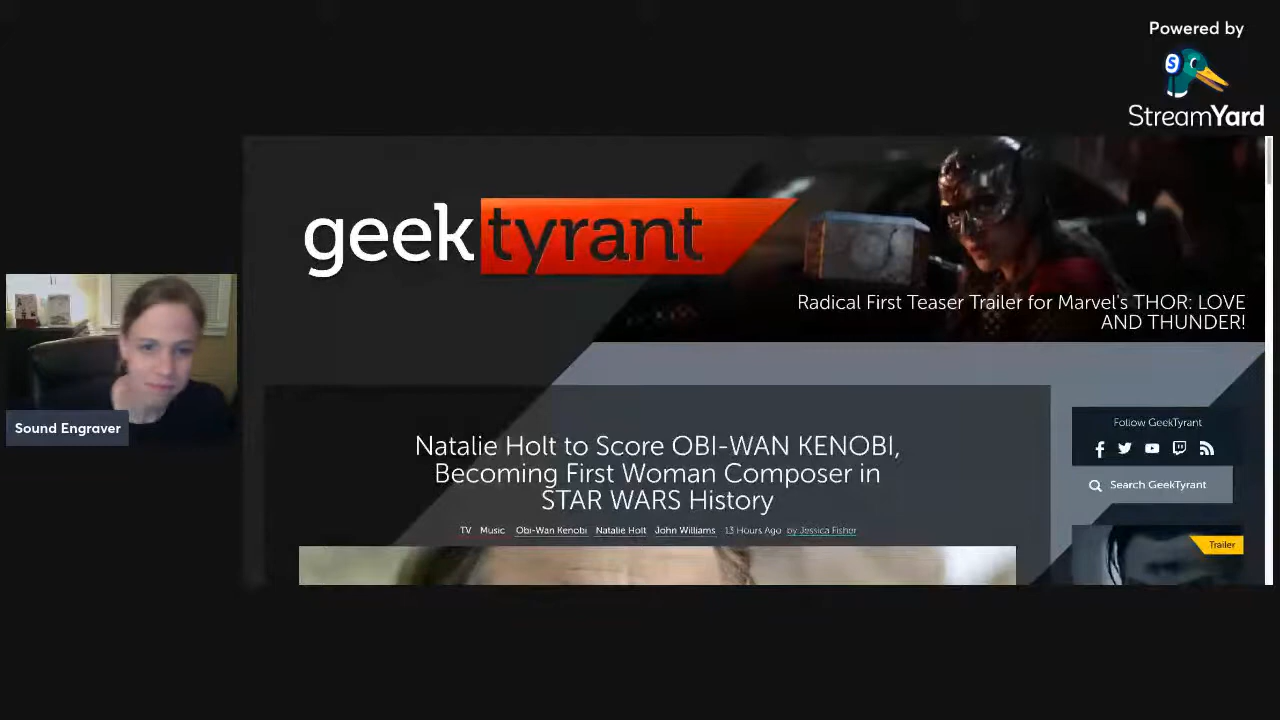 Powered by
StreamYard
geektyrant
Radical First Teaser Trailer for Marvel's THOR: LOVE
AND THUNDER!
Sound Engraver
Natalie Holt to Score OBI-WAN KENOBI,
Becoming First Woman Composer in
STAR WARS History
TV Music Obi-Wan Kenobi Natalie Holt John Williams 13 Hours Ago by Jessica Fisher
Follow GeekTyrant
Search GeekTyrant
Trailer